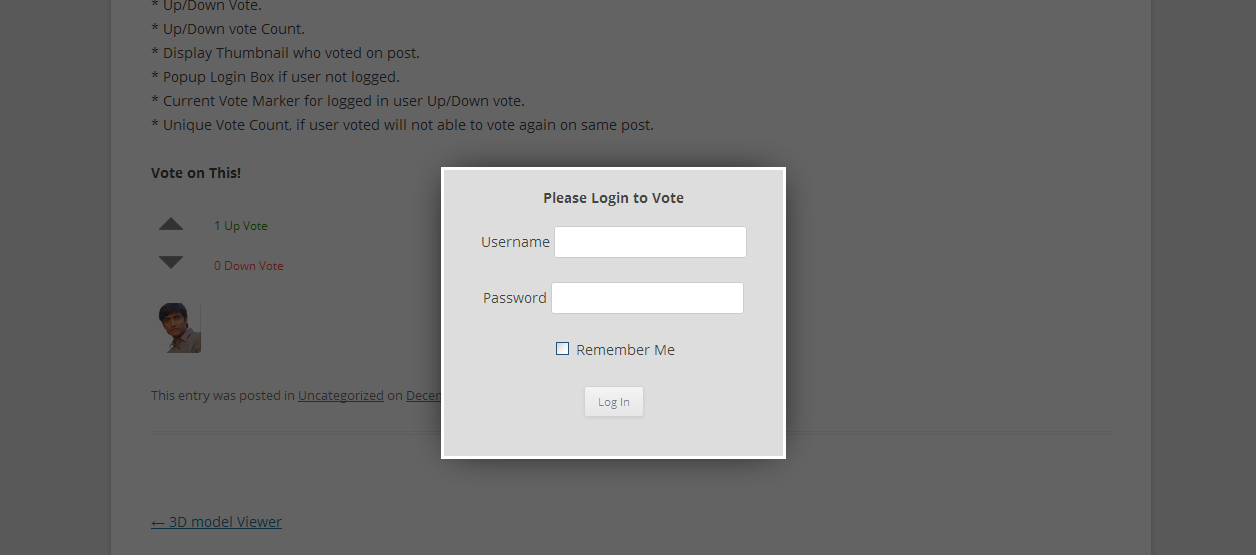 * Up/Down Vote.
* Up/Down vote Count.
* Display Thumbnail who voted on post.
* Popup Login Box if user not logged.
* Current Vote Marker for logged in user Up/Down vote.
* Unique Vote Count, if user voted will not able to vote again on same post.
Vote on This!
1 Up Vote
0 Down Vote
Please Login to Vote
Username
Password
Remember Me
Log In
This entry was posted in Uncategorized on
← 3D model Viewer